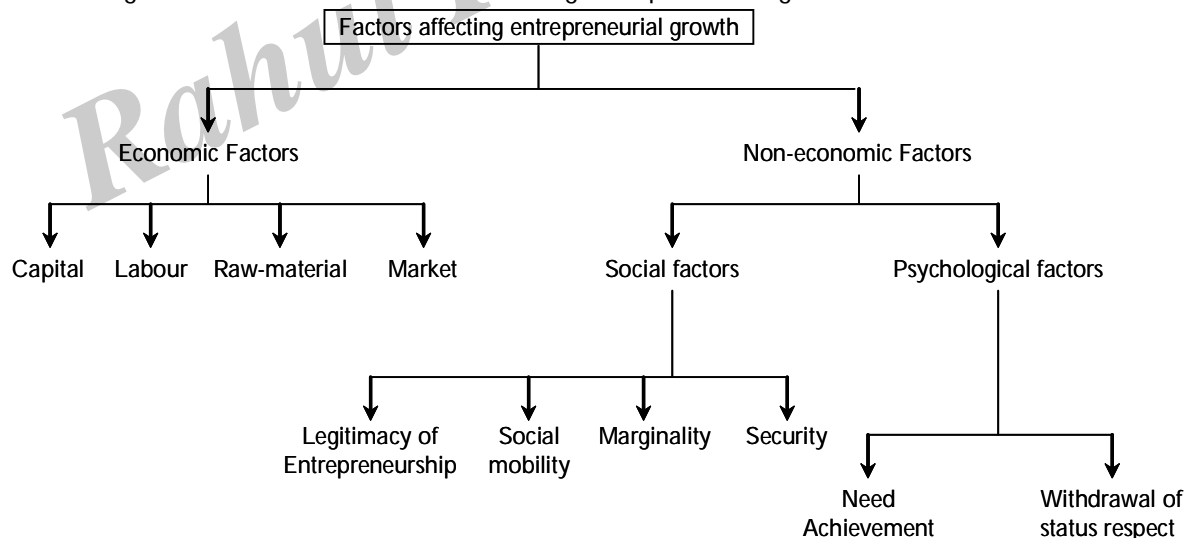 Factors affecting entrepreneurial growth
Rahul
Economic Factors
Non-economic Factors
Capital
Labour
Raw-material
Market
Social factors
Psychological factors
Legitimacy of
Entrepreneurship
Social
mobility
Marginality
Security
Need
Achievement
Withdrawal of
status respect